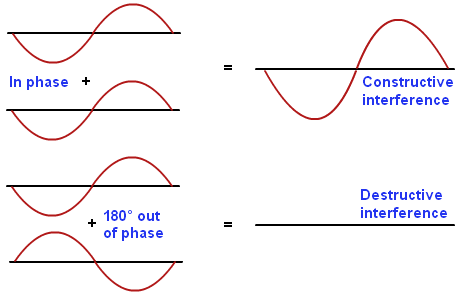 In phase +
=
Constructive
interference
+ 180° out
of phase
=
Destructive
interference